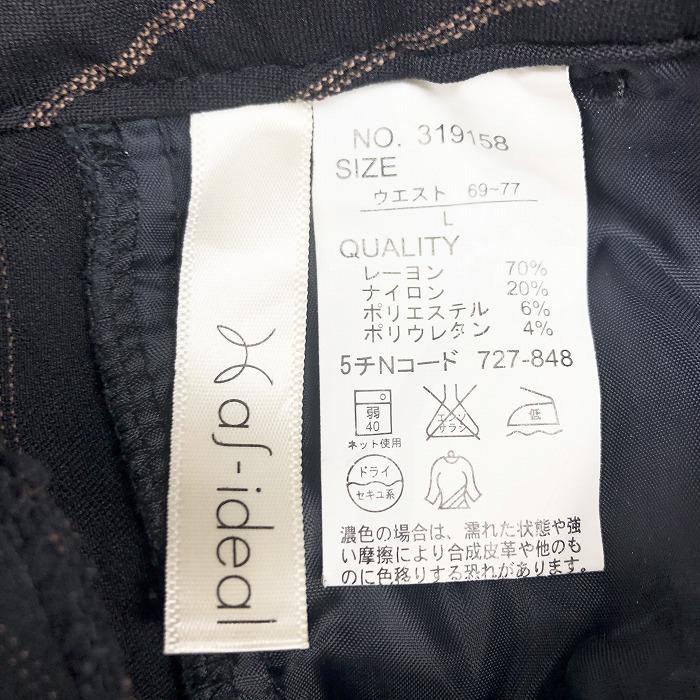 Has-ideal
NO. 319158
SIZE
ウエスト 69~77
L
QUALITY
レーヨン 70%
ナイロン 20%
ポリエステル 6%
ポリウレタン 4%
5チNコード 727-848
弱
40
ネット使用
エンソ
サラシ
低
ドライ
セキユ系
濃色の場合は、濡れた状態や強
い摩擦により合成皮革や他のも
のに色移りする恐れがあります。